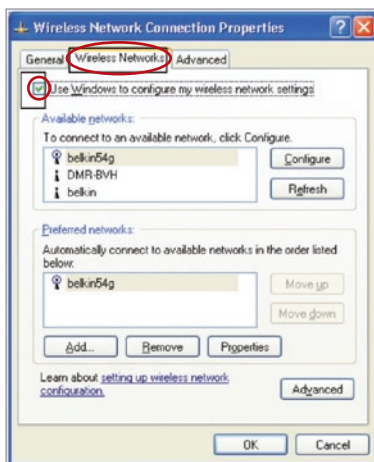 Wireless Network Connection Properties
General Wireless Networks Advanced
Use Windows to configure my wireless network settings
Available networks:
To connect to an available network, click Configure.
belkin54g
Configure
DMR-BVH
belkin
Refresh
Preferred networks:
Automatically connect to available networks in the order listed
below:
belkin54g
Move up
Move down
Add... Remove Properties
Learn about setting up wireless network
configuration.
Advanced
OK Cancel